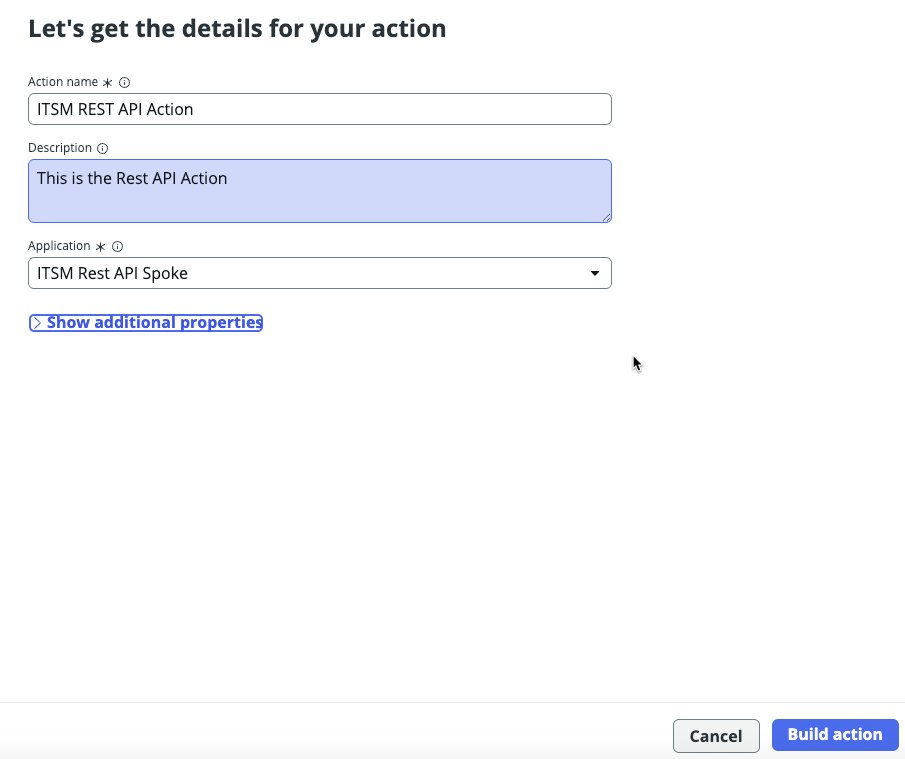 Let's get the details for your action
Action name *
ITSM REST API Action
Description
This is the Rest API Action
Application *
ITSM Rest API Spoke
Show additional properties
Cancel
Build action